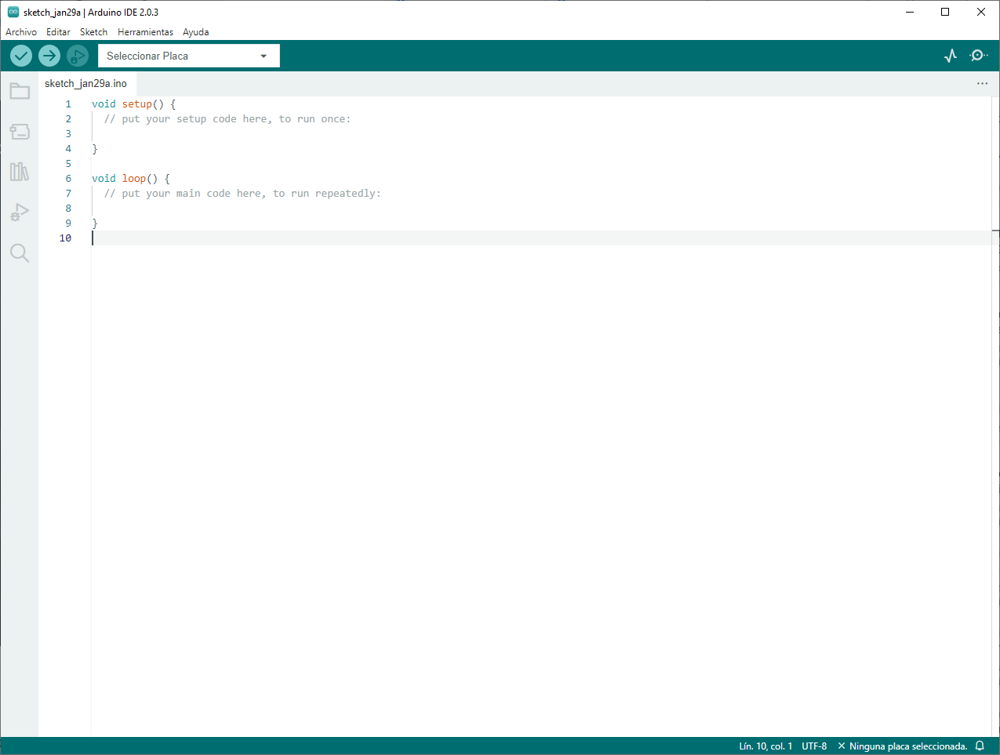 sketch_jan29a | Arduino IDE 2.0.3
Archivo Editar Sketch Herramientas Ayuda
Seleccionar Placa
sketch_jan29a.ino
1 void setup() {
2 // put your setup code here, to run once:
3
4 }
5
6 void loop() {
7 // put your main code here, to run repeatedly:
8
9 }
10
Lín. 10, col. 1 UTF-8 × Ninguna placa seleccionada.